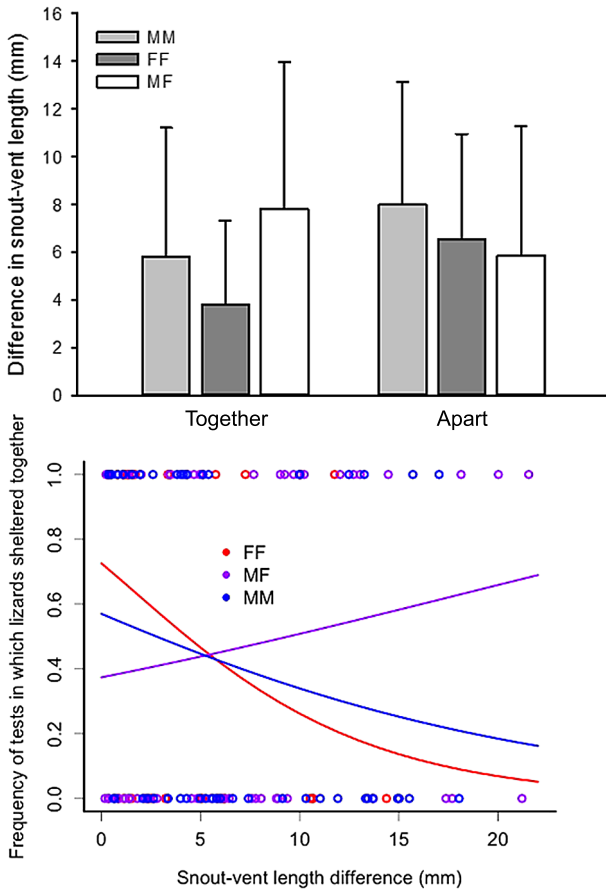 Difference in snout-vent length (mm)
16
14
12
10
8
6
4
2
0
MM
FF
MF
Together Apart
Frequency of tests in which lizards sheltered together
1.0
0.8
0.6
0.4
0.2
0.0
FF
MF
MM
0 5 10 15 20
Snout-vent length difference (mm)